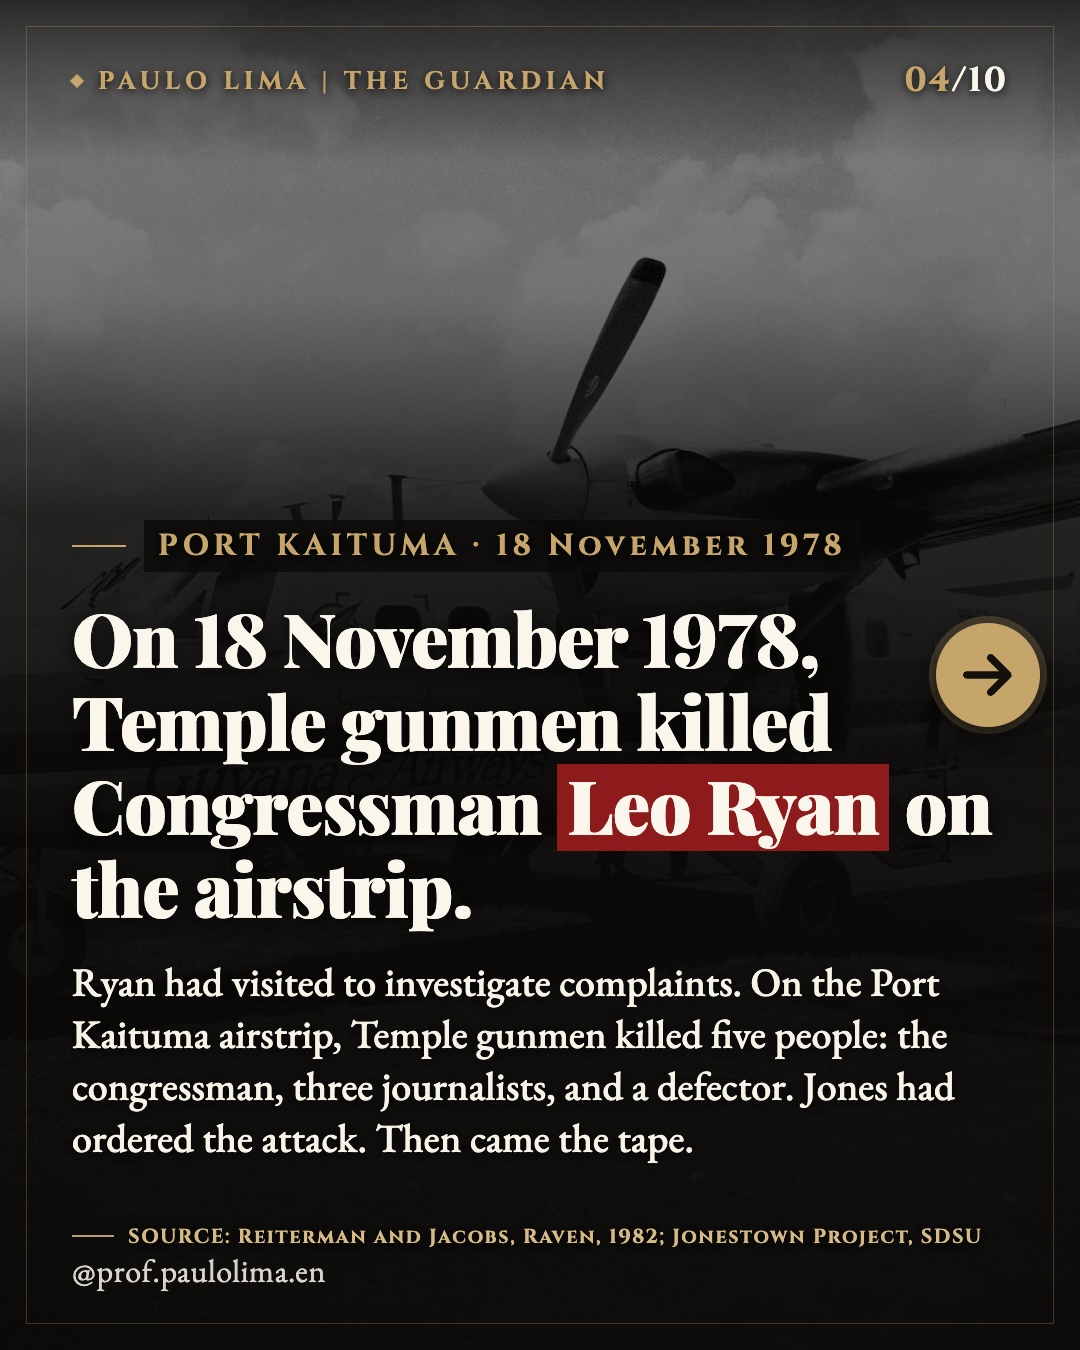 ◆ PAULO LIMA | THE GUARDIAN
04/10
PORT KAITUMA · 18 NOVEMBER 1978
On 18 November 1978,
Temple gunmen killed
Congressman Leo Ryan on
the airstrip.
Guyana Airways
Ryan had visited to investigate complaints. On the Port
Kaituma airstrip, Temple gunmen killed five people: the
congressman, three journalists, and a defector. Jones had
ordered the attack. Then came the tape.
SOURCE: REITERMAN AND JACOBS, RAVEN, 1982; JONESTOWN PROJECT, SDSU
@prof.paulolima.en